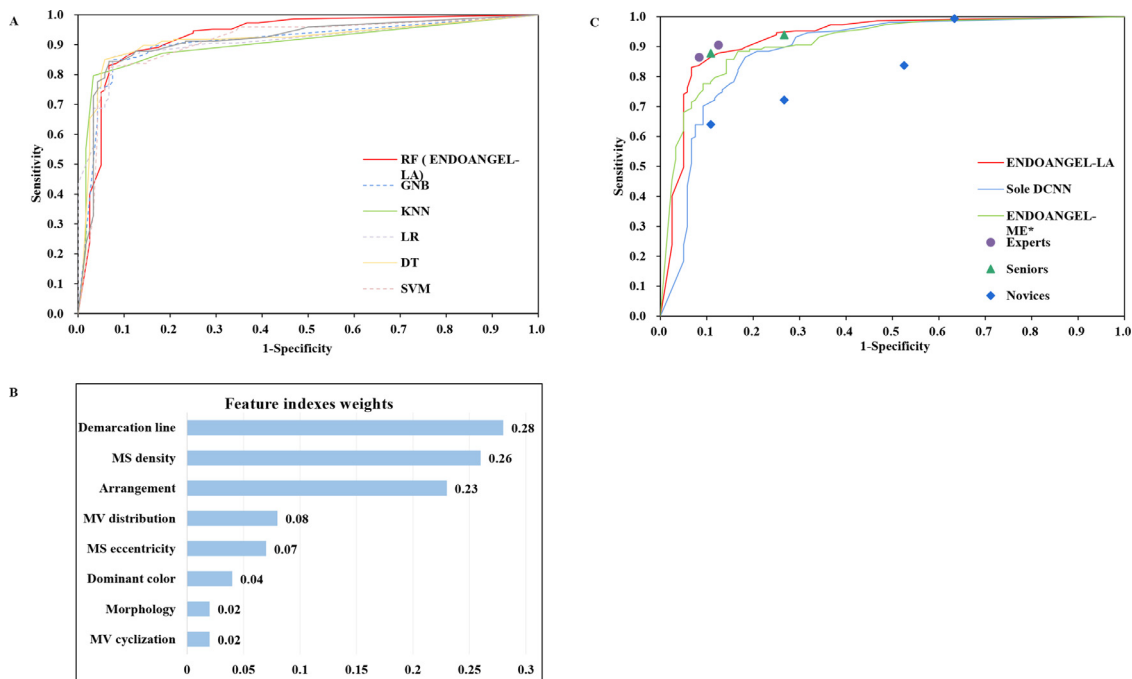 A
1.0
0.9
0.8
0.7
0.6
0.5
0.4
0.3
0.2
0.1
0.0
Sensitivity
RF ( ENDOANGEL-
LA)
GNB
KNN
LR
DT
SVM
0.0 0.1 0.2 0.3 0.4 0.5 0.6 0.7 0.8 0.9 1.0
1-Specificity
C
1.0
0.9
0.8
0.7
0.6
0.5
0.4
0.3
0.2
0.1
0.0
Sensitivity
ENDOANGEL-LA
Sole DCNN
ENDOANGEL-
ME*
Experts
Seniors
Novices
0.0 0.1 0.2 0.3 0.4 0.5 0.6 0.7 0.8 0.9 1.0
1-Specificity
B
Feature indexes weights
Demarcation line 0.28
MS density 0.26
Arrangement 0.23
MV distribution 0.08
MS eccentricity 0.07
Dominant color 0.04
Morphology 0.02
MV cyclization 0.02
0 0.05 0.1 0.15 0.2 0.25 0.3